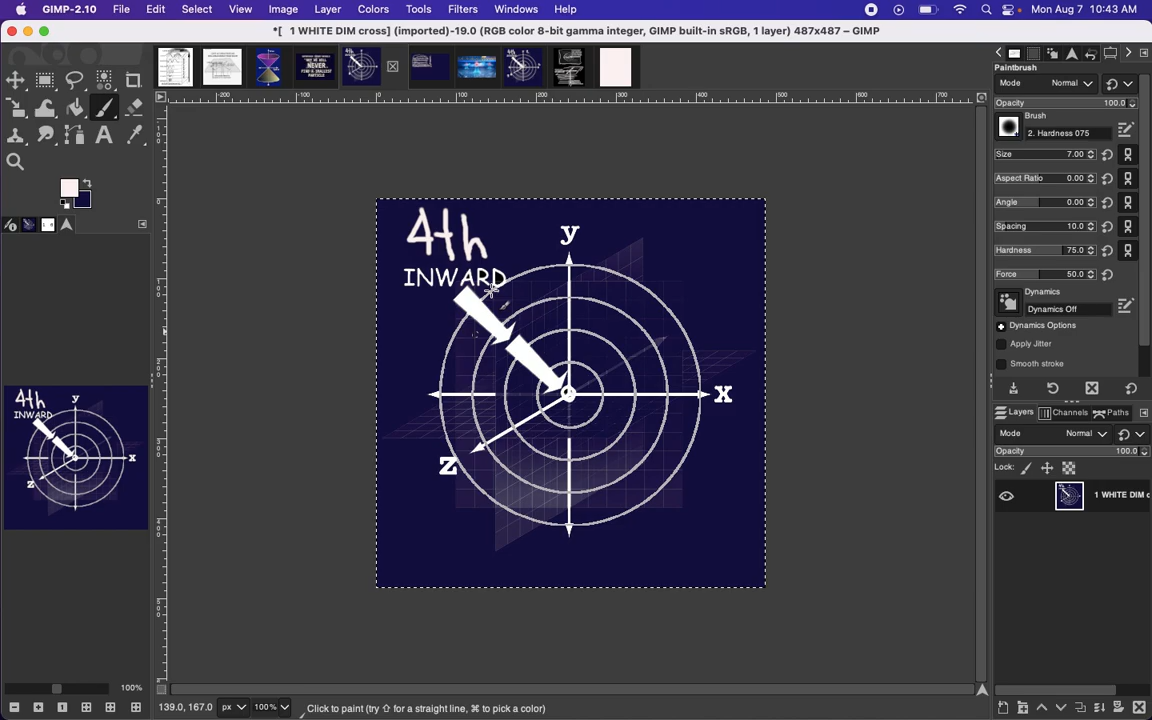 GIMP-2.10 File Edit Select View Image Layer Colors Tools Filters Windows Help Mon Aug 7 10:43 AM
*[ 1 WHITE DIM cross] (imported)-19.0 (RGB color 8-bit gamma integer, GIMP built-in sRGB, 1 layer) 487x487 – GIMP
Paintbrush
Mode Normal
Opacity 100.0
Brush
2. Hardness 075
Size 7.00
Aspect Ratio 0.00
Angle 0.00
Spacing 10.0
Hardness 75.0
Force 50.0
Dynamics
Dynamics Off
Dynamics Options
Apply Jitter
Smooth stroke
Layers Channels Paths
Mode Normal
Opacity 100.0
Lock:
1 WHITE DIM c
4th
INWARD
y
x
z
4th
INWARD
y
x
z
100%
139.0, 167.0 px 100% Click to paint (try ⇧ for a straight line, ⌘ to pick a color)